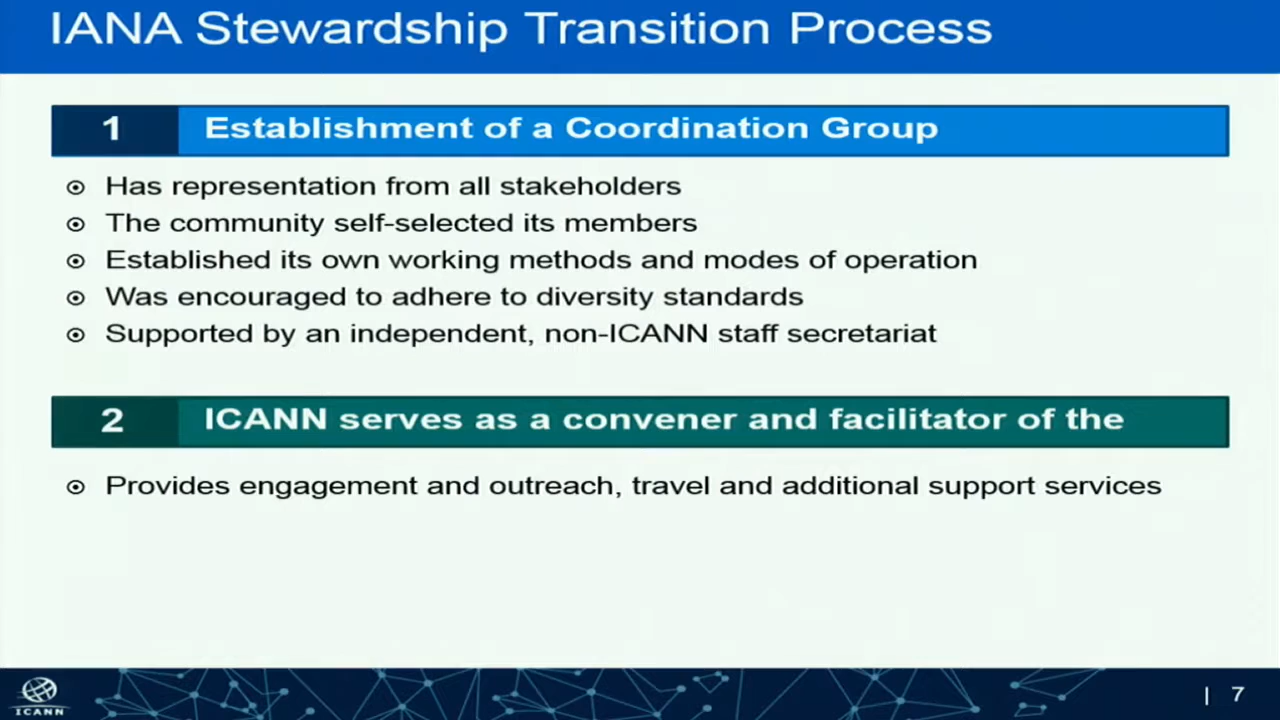 IANA Stewardship Transition Process
1 Establishment of a Coordination Group
Has representation from all stakeholders
The community self-selected its members
Established its own working methods and modes of operation
Was encouraged to adhere to diversity standards
Supported by an independent, non-ICANN staff secretariat
2 ICANN serves as a convener and facilitator of the
Provides engagement and outreach, travel and additional support services
ICANN
| 7